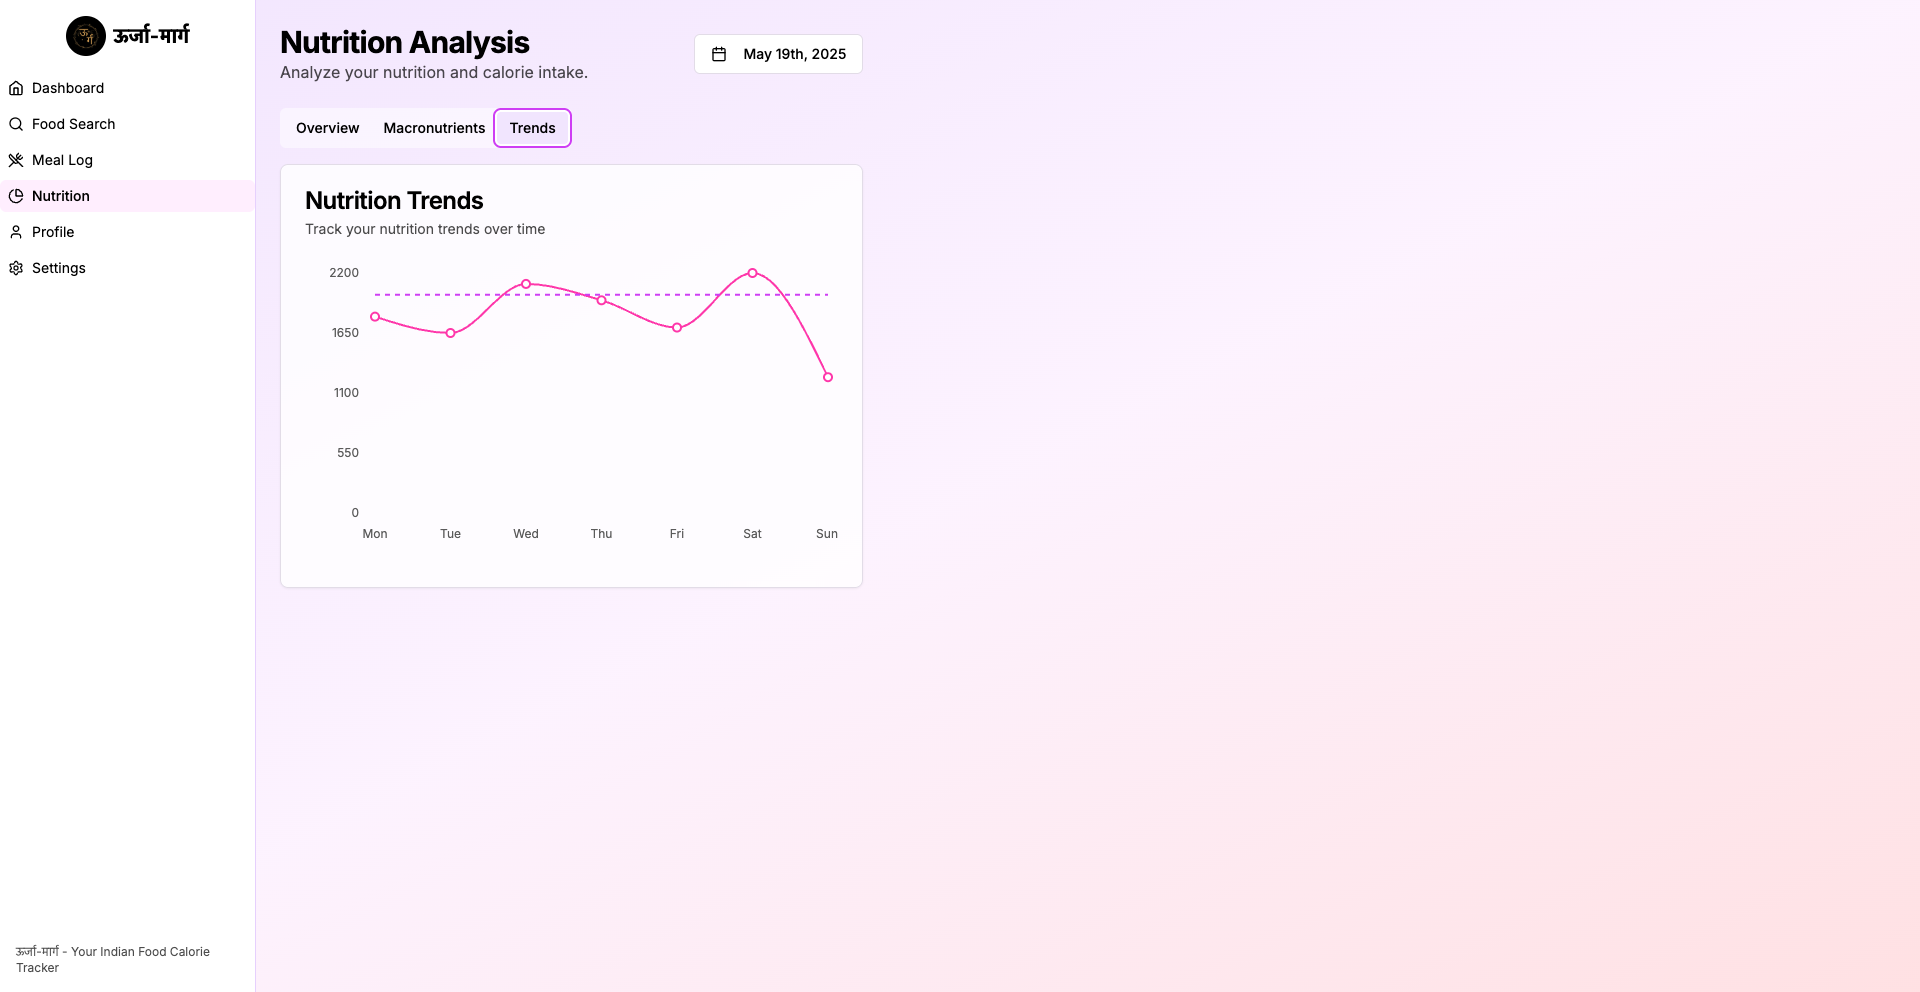 ऊर्जा-मार्ग
Dashboard
Food Search
Meal Log
Nutrition
Profile
Settings
ऊर्जा-मार्ग - Your Indian Food Calorie
Tracker
Nutrition Analysis
Analyze your nutrition and calorie intake.
May 19th, 2025
Overview Macronutrients Trends
Nutrition Trends
Track your nutrition trends over time
2200
1650
1100
550
0
Mon Tue Wed Thu Fri Sat Sun